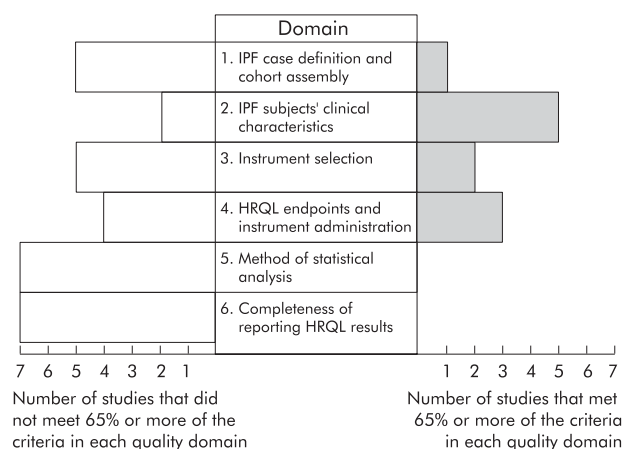 Domain
1. IPF case definition and
cohort assembly
2. IPF subjects' clinical
characteristics
3. Instrument selection
4. HRQL endpoints and
instrument administration
5. Method of statistical
analysis
6. Completeness of
reporting HRQL results
7 6 5 4 3 2 1
1 2 3 4 5 6 7
Number of studies that did
not meet 65% or more of the
criteria in each quality domain
Number of studies that met
65% or more of the criteria
in each quality domain